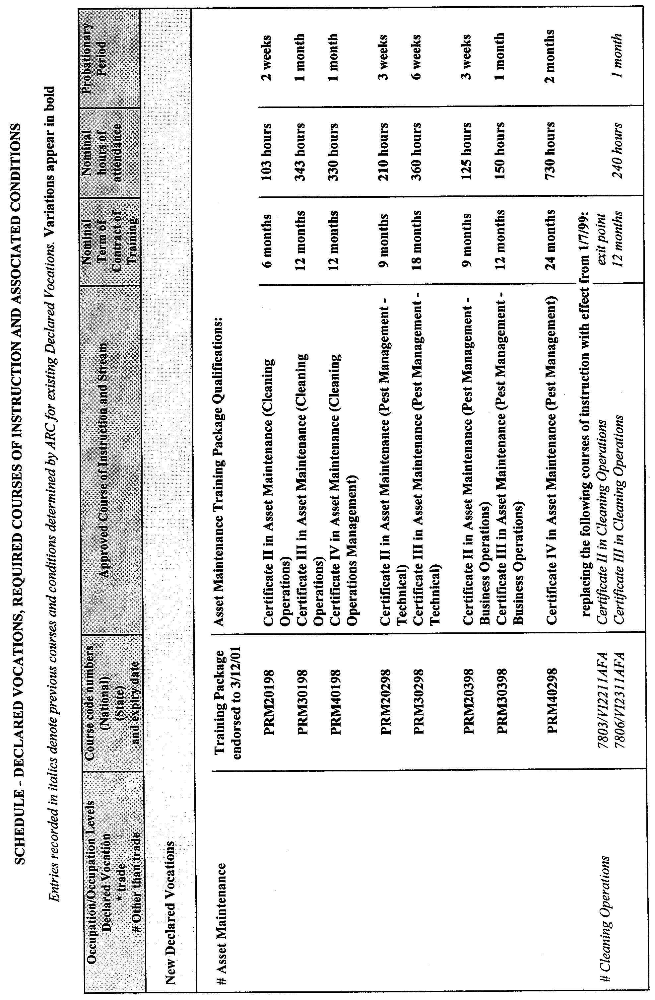 SCHEDULE - DECLARED VOCATIONS, REQUIRED COURSES OF INSTRUCTION AND ASSOCIATED CONDITIONS
Entries recorded in italics denote previous courses and conditions determined by ARC for existing Declared Vocations. Variations appear in bold
Occupation/Occupation Levels
Declared Vocation
* trade
# Other than trade
Course code numbers
(National)
(State)
and expiry date
Approved Course of Instruction and Stream
Nominal
Term of
Contract of
Training
Nominal
hours of
attendance
Probationary
Period
New Declared Vocations
# Asset Maintenance
Training Package
endorsed to 3/12/01
Asset Maintenance Training Package Qualifications:
PRM20198 Certificate II in Asset Maintenance (Cleaning 6 months 103 hours 2 weeks
Operations)
PRM30198 Certificate III in Asset Maintenance (Cleaning 12 months 343 hours 1 month
Operations)
PRM40198 Certificate IV in Asset Maintenance (Cleaning 12 months 330 hours 1 month
Operations Management)
PRM20298 Certificate II in Asset Maintenance (Pest Management - 9 months 210 hours 3 weeks
Technical)
PRM30298 Certificate III in Asset Maintenance (Pest Management - 18 months 360 hours 6 weeks
Technical)
PRM20398 Certificate II in Asset Maintenance (Pest Management - 9 months 125 hours 3 weeks
Business Operations)
PRM30398 Certificate III in Asset Maintenance (Pest Management - 12 months 150 hours 1 month
Business Operations)
PRM40298 Certificate IV in Asset Maintenance (Pest Management) 24 months 730 hours 2 months
replacing the following courses of instruction with effect from 1/7/99:
# Cleaning Operations 7803/VI2211AFA Certificate II in Cleaning Operations exit point
7806/VI2311AFA Certificate III in Cleaning Operations 12 months 240 hours 1 month